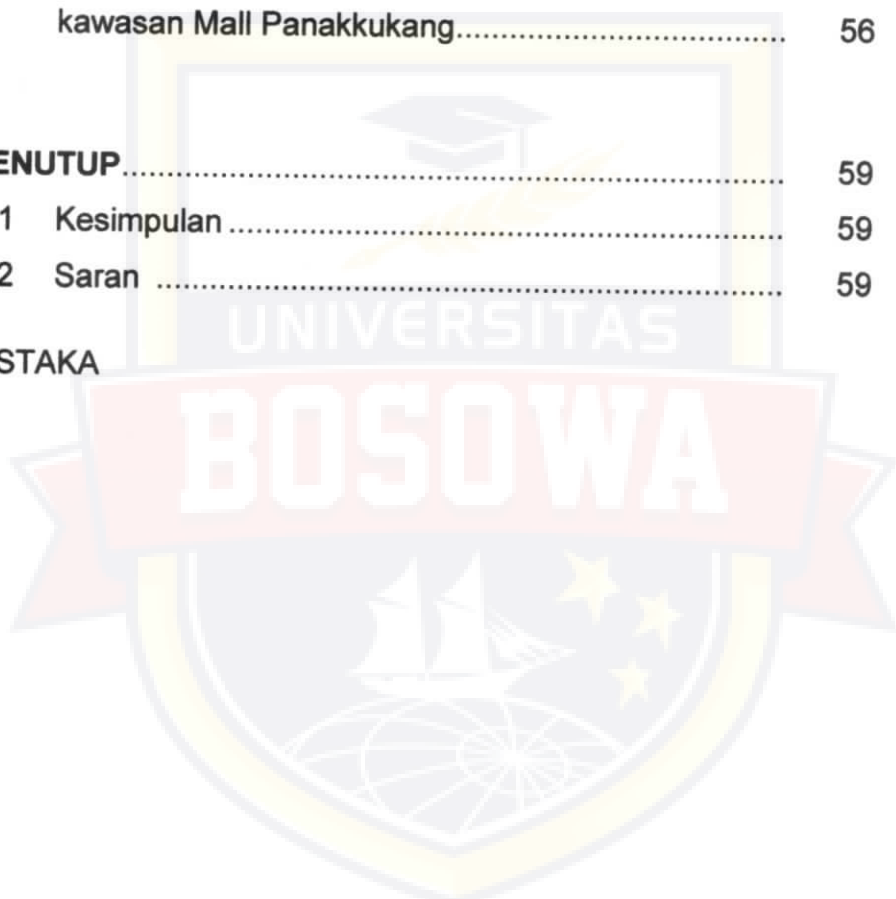 kawasan Mall Panakkukang.................................... 56
ENUTUP........................................................................... 59
1 Kesimpulan ............................................................... 59
2 Saran ....................................................................... 59
STAKA
UNIVERSITAS
BOSOWA